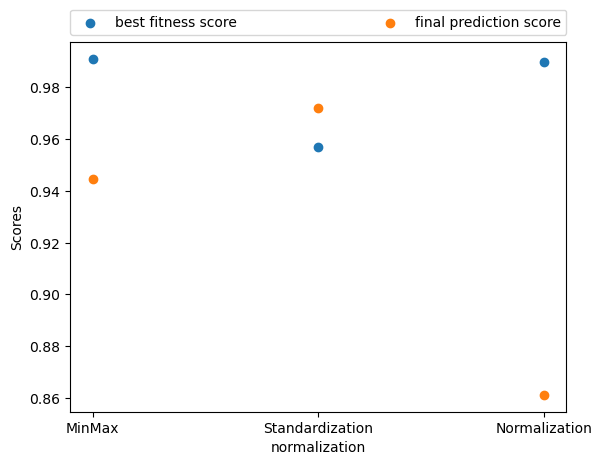 best fitness score
final prediction score
Scores
0.98
0.96
0.94
0.92
0.90
0.88
0.86
MinMax
Standardization
Normalization
normalization